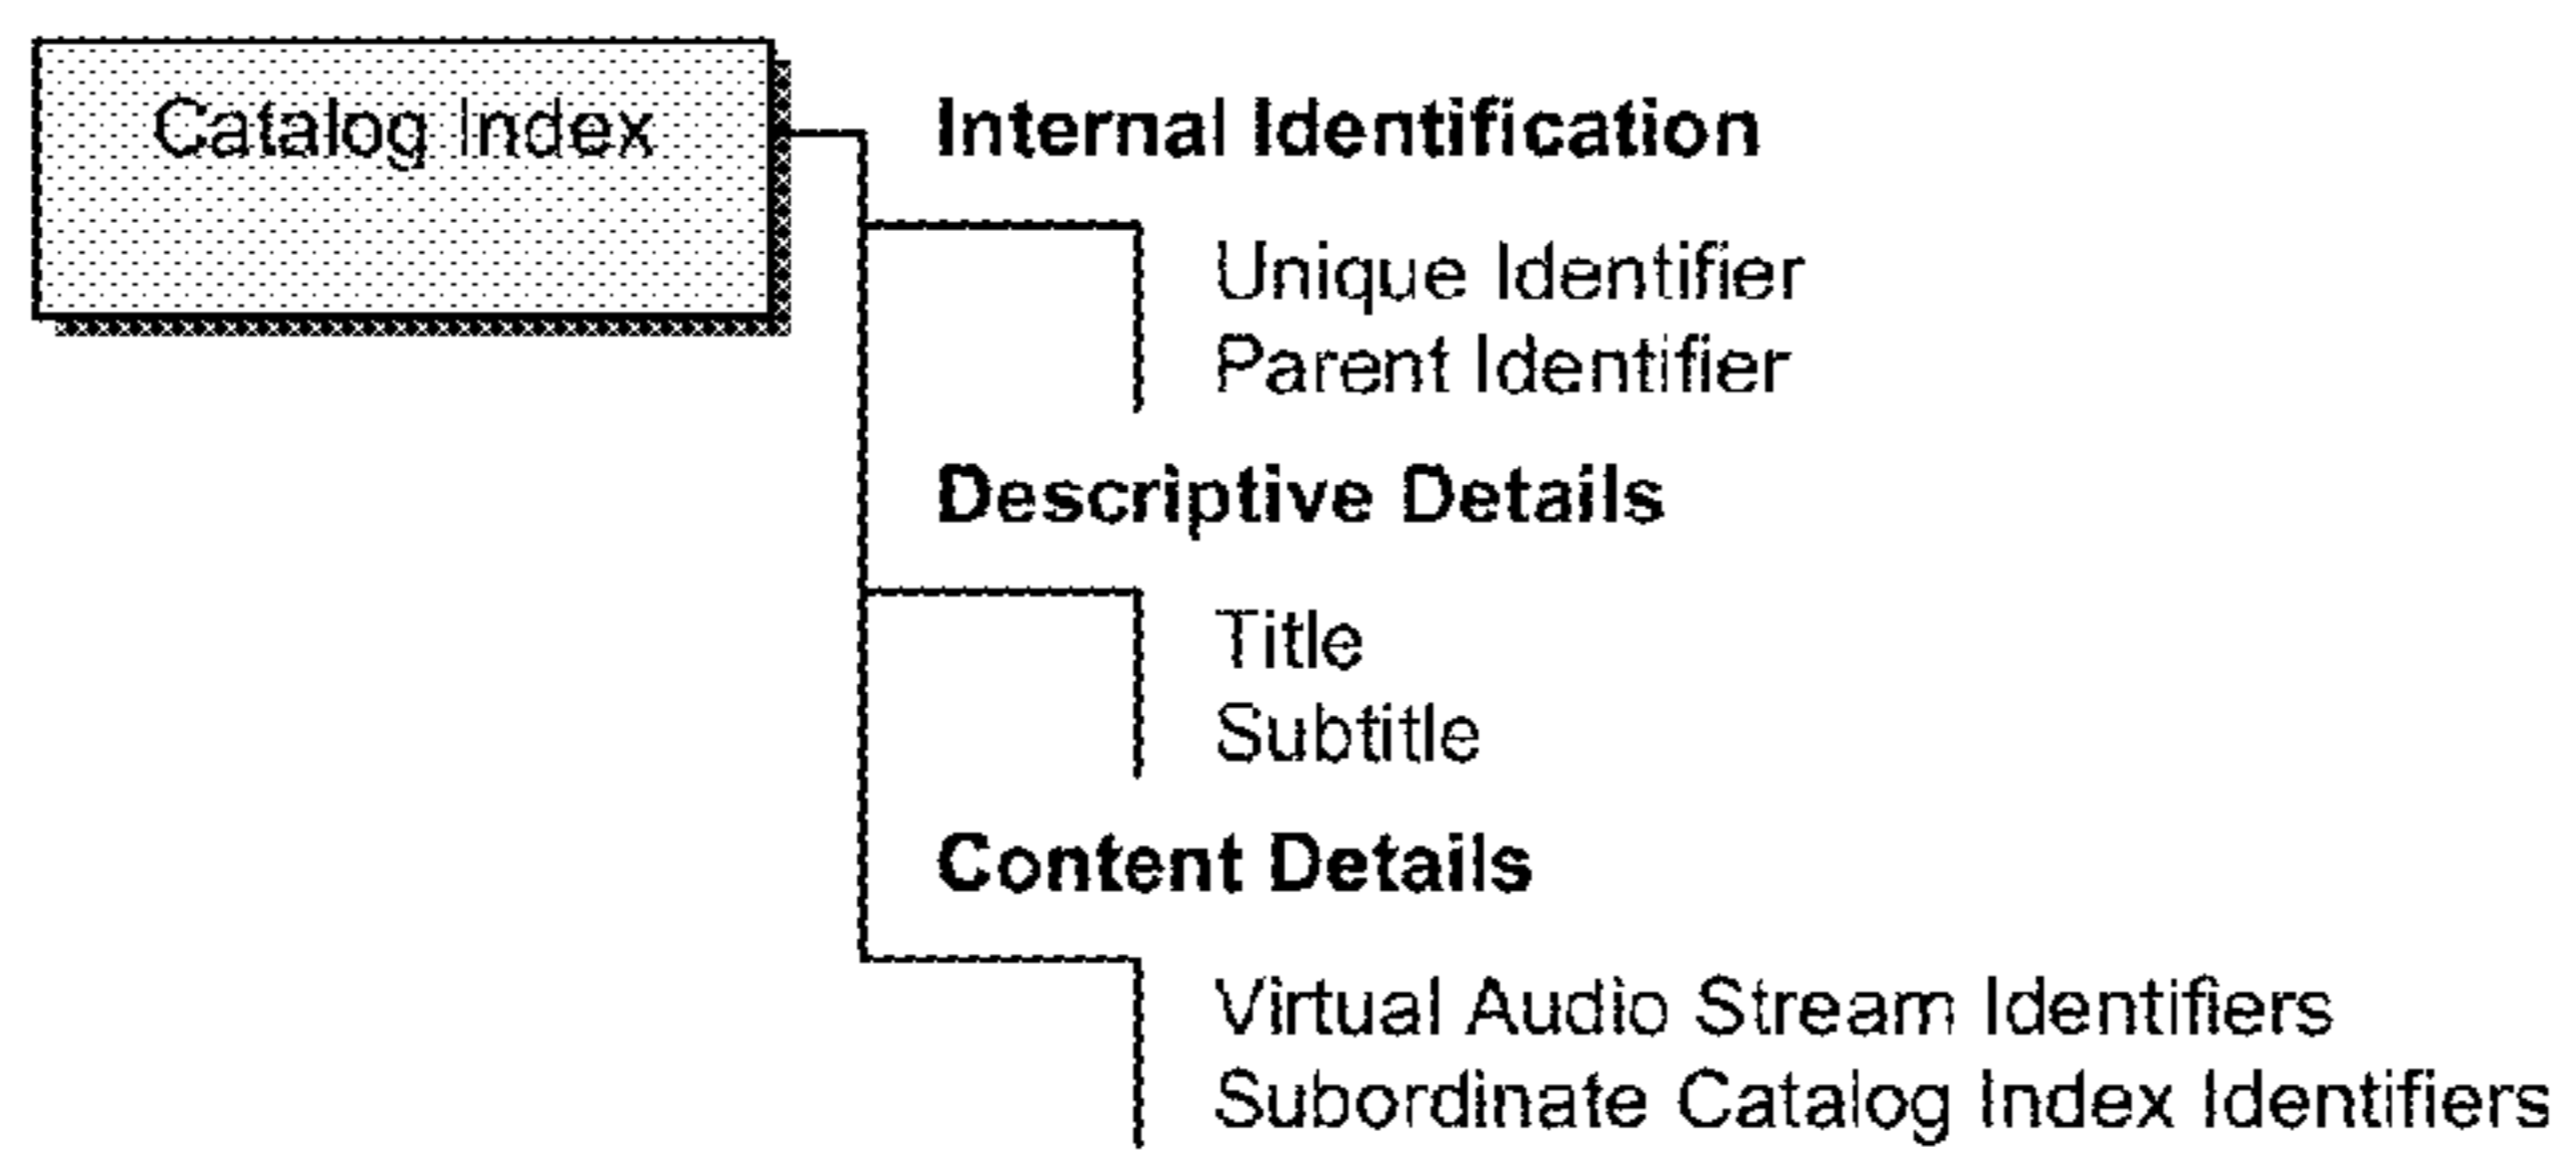 Catalog Index
Internal Identification
Unique Identifier
Parent Identifier
Descriptive Details
Title
Subtitle
Content Details
Virtual Audio Stream Identifiers
Subordinate Catalog Index Identifiers